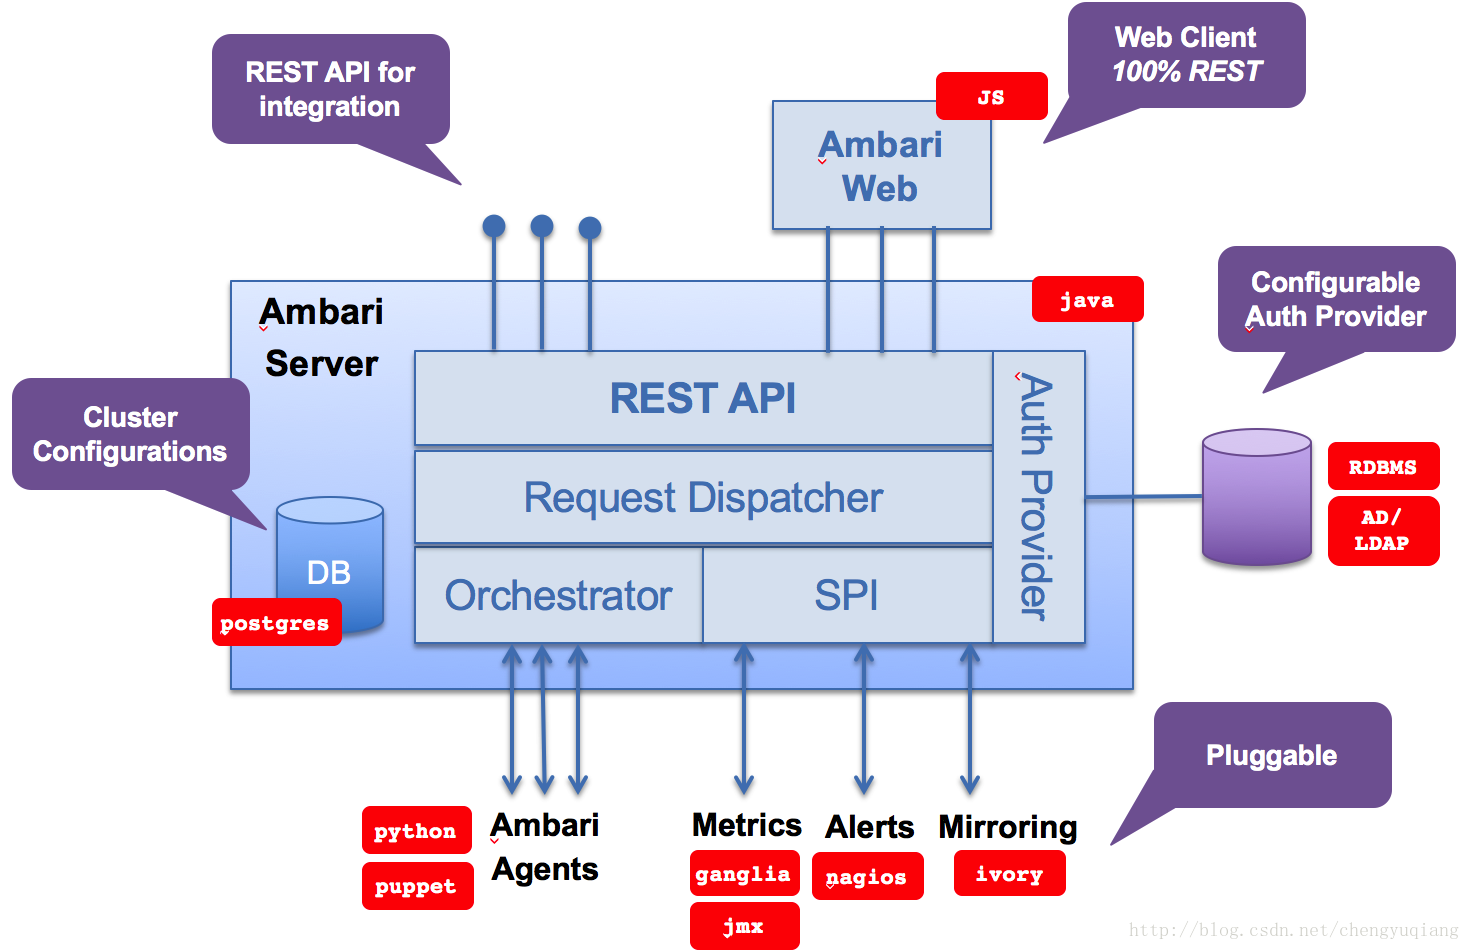 REST API for
integration
Web Client
100% REST
JS
Ambari
Web
Ambari
Server
java
Configurable
Auth Provider
Cluster
Configurations
REST API
Auth Provider
Request Dispatcher
RDBMS
AD/
LDAP
DB
postgres
Orchestrator
SPI
Pluggable
python
puppet
Ambari
Agents
Metrics
ganglia
jmx
Alerts
nagios
Mirroring
ivory
http://blog.csdn.net/chengyuqiang